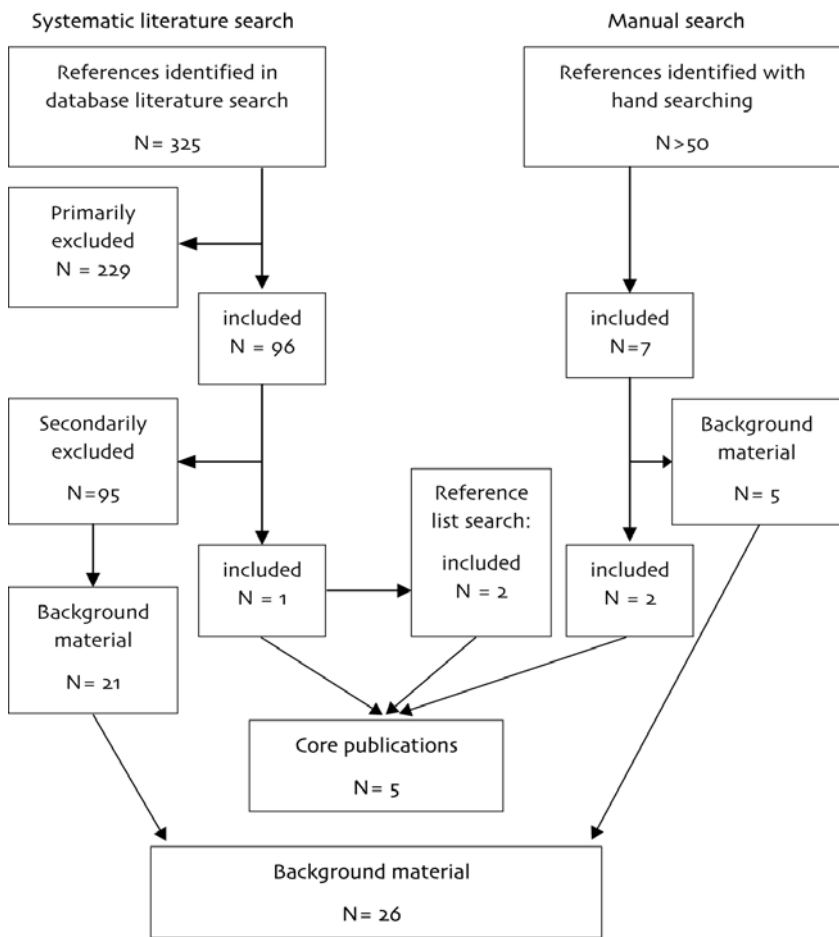 Systematic literature search
Manual search
References identified in
database literature search
N= 325
References identified with
hand searching
N>50
Primarily
excluded
N = 229
included
N = 96
included
N=7
Secondarily
excluded
N=95
Background
material
N= 5
Reference
list search:
included
N = 2
included
N = 1
included
N = 2
Background
material
N= 21
Core publications
N= 5
Background material
N= 26